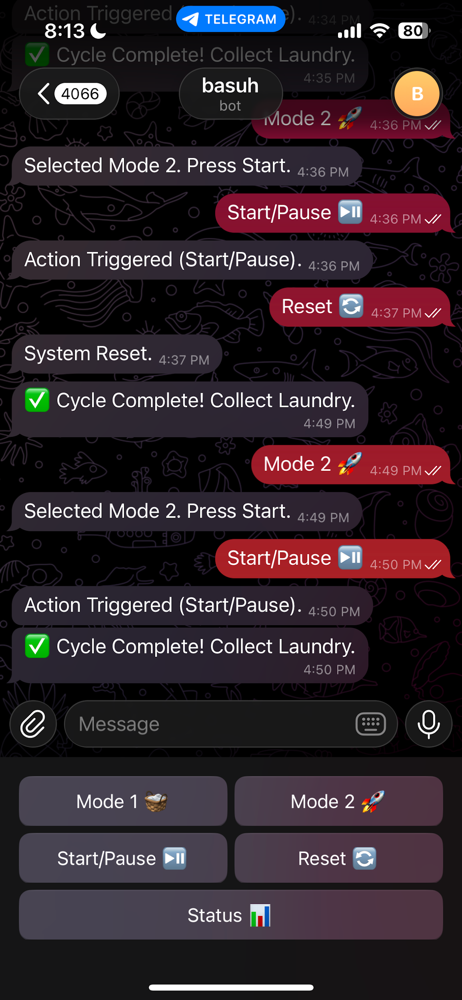 Action Triggered
TELEGRAM
e). 4:34 PM
8:13
80
✅ Cycle Complete! Collect Laundry.
4:35 PM
4066
basuh
bot
B
Mode 2 🚀 4:36 PM
Selected Mode 2. Press Start. 4:36 PM
Start/Pause ⏯️ 4:36 PM
Action Triggered (Start/Pause). 4:36 PM
Reset 🔄 4:37 PM
System Reset. 4:37 PM
✅ Cycle Complete! Collect Laundry.
4:49 PM
Mode 2 🚀 4:49 PM
Selected Mode 2. Press Start. 4:49 PM
Start/Pause ⏯️ 4:50 PM
Action Triggered (Start/Pause). 4:50 PM
✅ Cycle Complete! Collect Laundry.
4:50 PM
Message
Mode 1 🧺
Mode 2 🚀
Start/Pause ⏯️
Reset 🔄
Status 📊